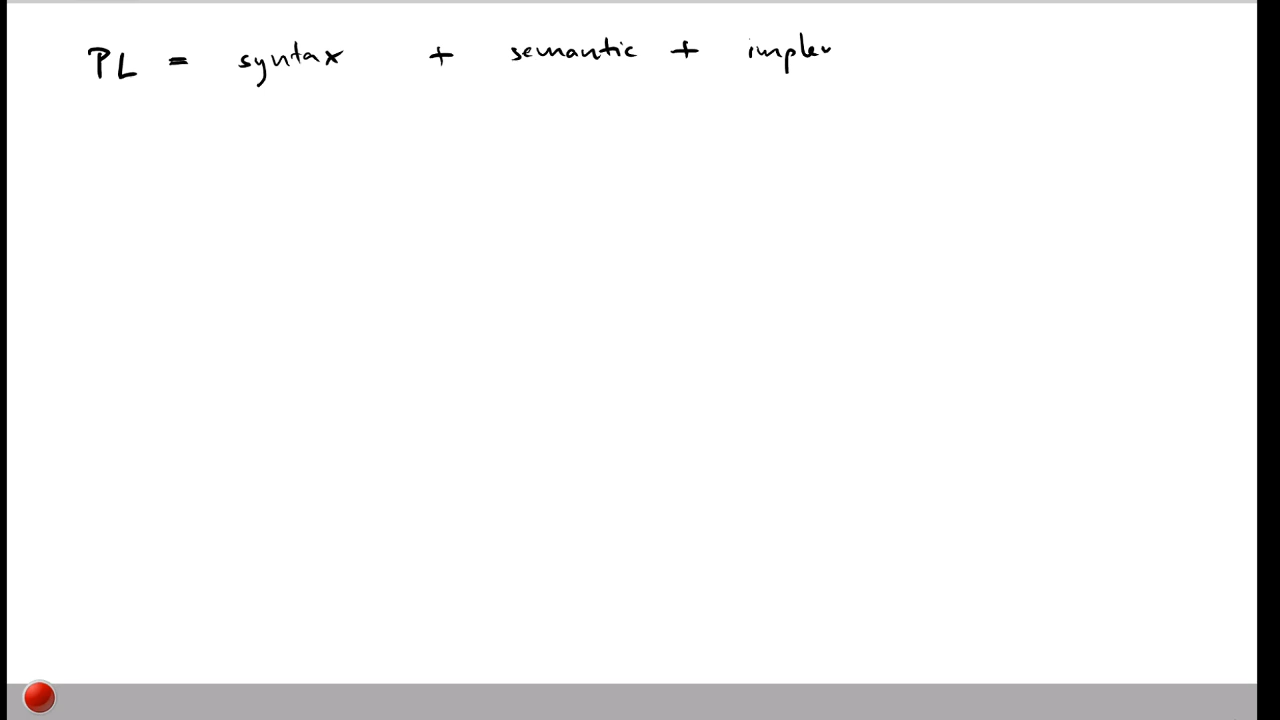 PL = syntax + semantic + implem